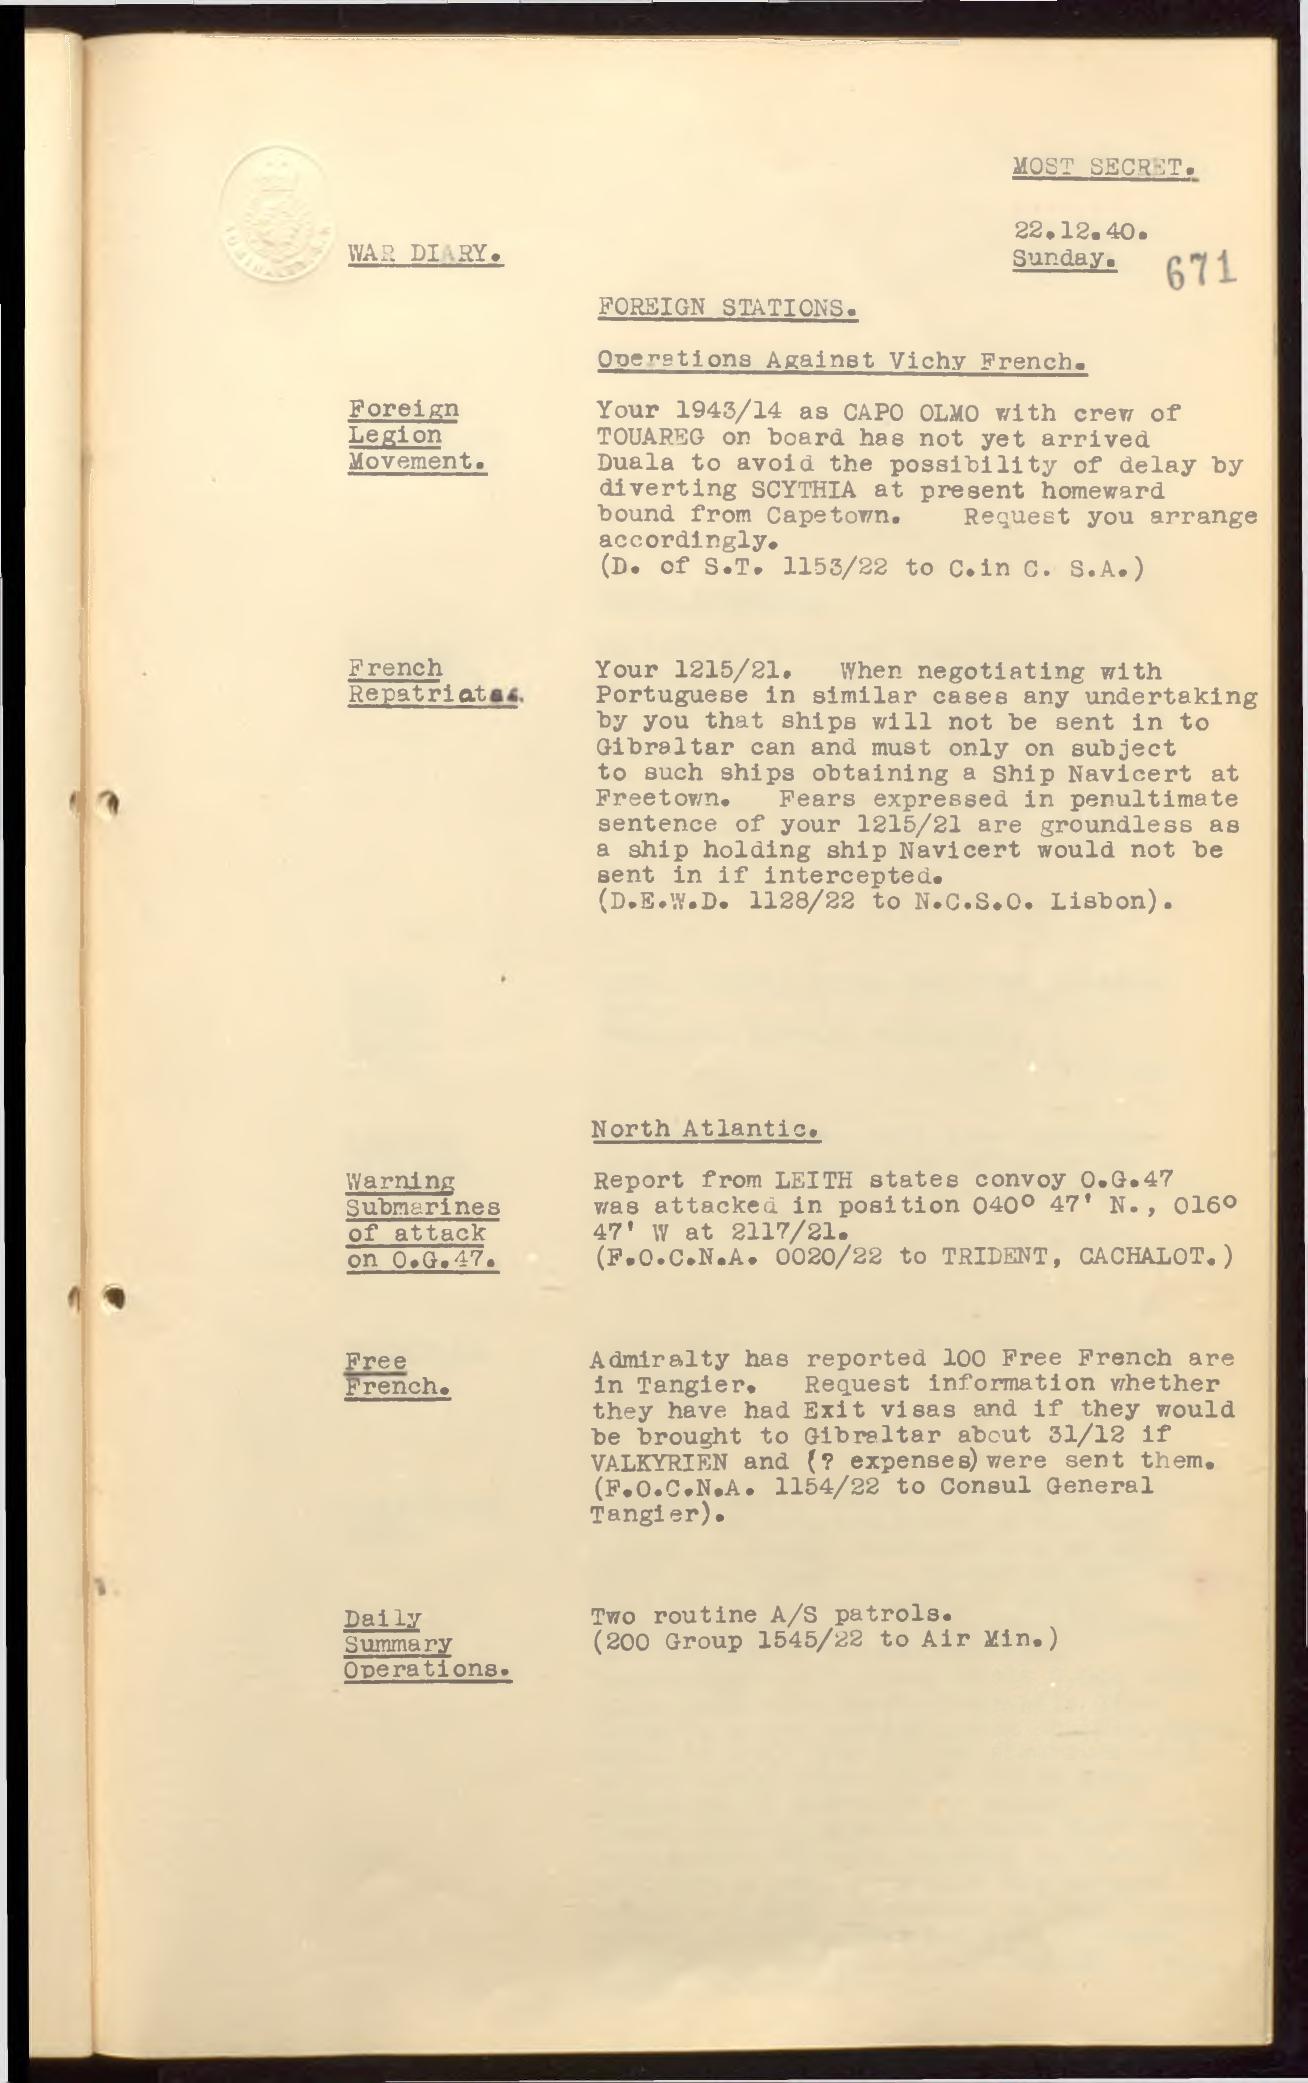 MOST SECRET.
22.12.40.
Sunday.
671
WAR DIARY.
FOREIGN STATIONS.
Operations Against Vichy French.
Foreign
Legion
Movement.
Your 1943/14 as CAPO OLMO with crew of
TOUAREG on board has not yet arrived
Duala to avoid the possibility of delay by
diverting SCYTHIA at present homeward
bound from Capetown. Request you arrange
accordingly.
(D. of S.T. 1153/22 to C.in C. S.A.)
French
Repatriates.
Your 1215/21. When negotiating with
Portuguese in similar cases any undertaking
by you that ships will not be sent in to
Gibraltar can and must only on subject
to such ships obtaining a Ship Navicert at
Freetown. Fears expressed in penultimate
sentence of your 1215/21 are groundless as
a ship holding ship Navicert would not be
sent in if intercepted.
(D.E.W.D. 1128/22 to N.C.S.O. Lisbon).
North Atlantic.
Warning
Submarines
of attack
on O.G.47.
Report from LEITH states convoy O.G.47
was attacked in position 040º 47' N., 016º
47' W at 2117/21.
(F.O.C.N.A. 0020/22 to TRIDENT, CACHALOT.)
Free
French.
Admiralty has reported 100 Free French are
in Tangier. Request information whether
they have had Exit visas and if they would
be brought to Gibraltar about 31/12 if
VALKYRIEN and (? expenses) were sent them.
(F.O.C.N.A. 1154/22 to Consul General
Tangier).
Daily
Summary
Operations.
Two routine A/S patrols.
(200 Group 1545/22 to Air Min.)